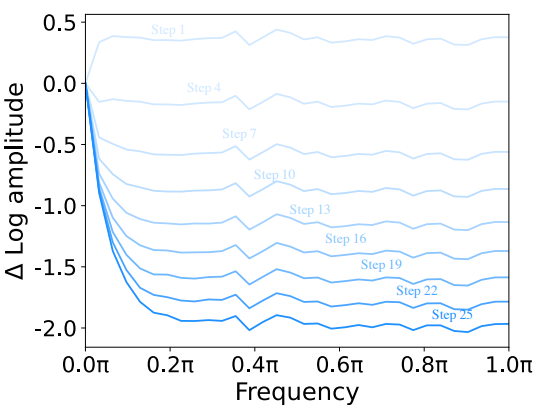 0.5
0.0
-0.5
-1.0
-1.5
-2.0
Δ Log amplitude
Step 1
Step 4
Step 7
Step 10
Step 13
Step 16
Step 19
Step 22
Step 25
0.0π 0.2π 0.4π 0.6π 0.8π 1.0π
Frequency